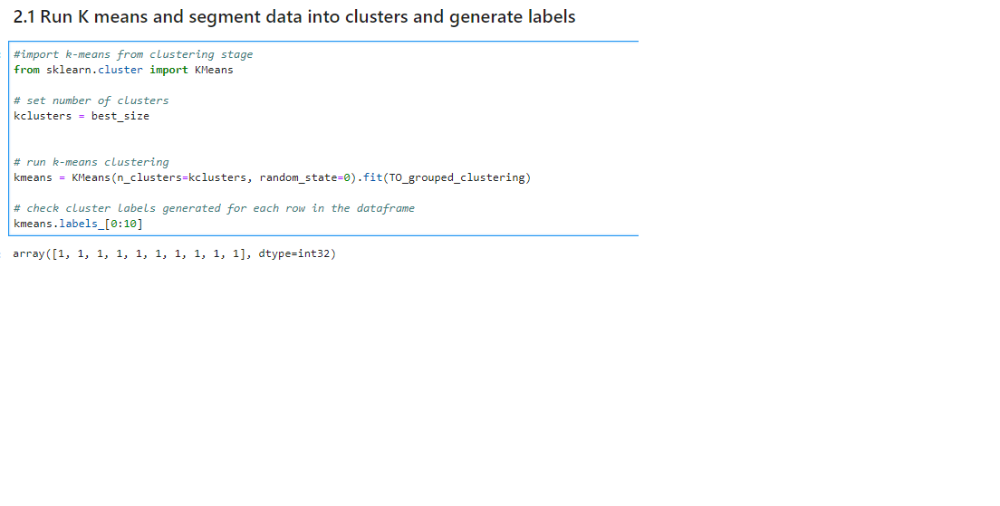 2.1 Run K means and segment data into clusters and generate labels
#import k-means from clustering stage
from sklearn.cluster import KMeans
# set number of clusters
kclusters = best_size
# run k-means clustering
kmeans = KMeans(n_clusters=kclusters, random_state=0).fit(TO_grouped_clustering)
# check cluster labels generated for each row in the dataframe
kmeans.labels_[0:10]
array([1, 1, 1, 1, 1, 1, 1, 1, 1, 1], dtype=int32)